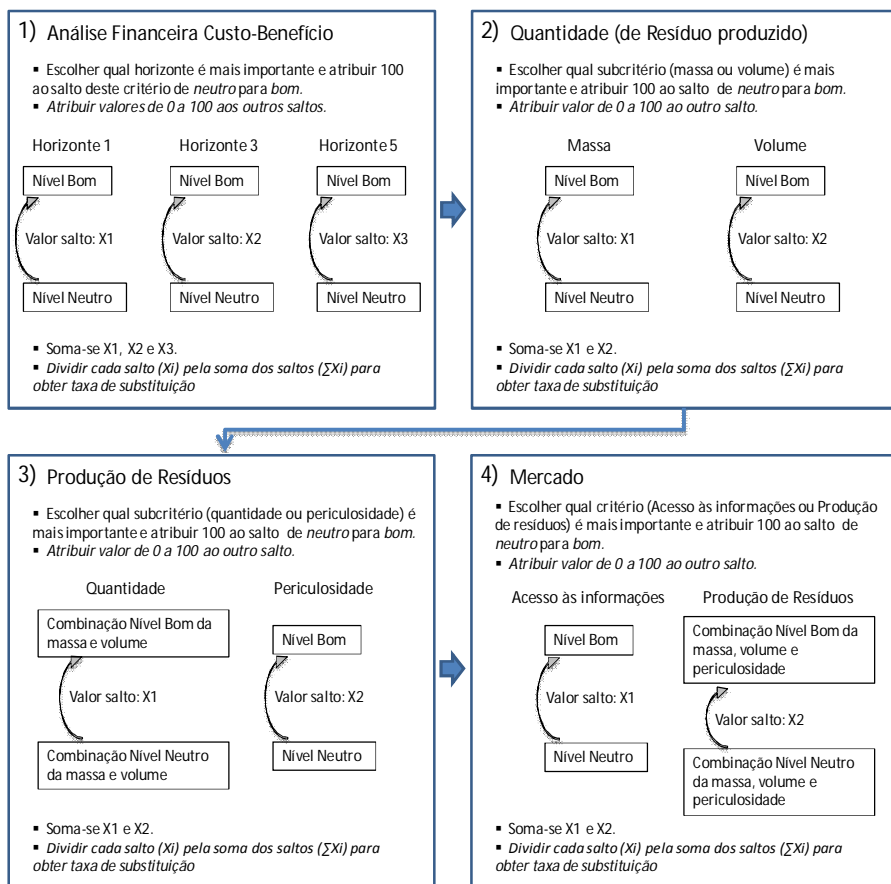 1) Análise Financeira Custo-Benefício
▪ Escolher qual horizonte é mais importante e atribuir 100
ao salto deste critério de neutro para bom.
▪ Atribuir valores de 0 a 100 aos outros saltos.
Horizonte 1 Horizonte 3 Horizonte 5
Nível Bom Nível Bom Nível Bom
Valor salto: X1 Valor salto: X2 Valor salto: X3
Nível Neutro Nível Neutro Nível Neutro
▪ Soma-se X1, X2 e X3.
▪ Dividir cada salto (Xi) pela soma dos saltos (∑Xi) para
obter taxa de substituição
2) Quantidade (de Resíduo produzido)
▪ Escolher qual subcritério (massa ou volume) é mais
importante e atribuir 100 ao salto de neutro para bom.
▪ Atribuir valor de 0 a 100 ao outro salto.
Massa Volume
Nível Bom Nível Bom
Valor salto: X1 Valor salto: X2
Nível Neutro Nível Neutro
▪ Soma-se X1 e X2.
▪ Dividir cada salto (Xi) pela soma dos saltos (∑Xi) para
obter taxa de substituição
3) Produção de Resíduos
▪ Escolher qual subcritério (quantidade ou periculosidade) é
mais importante e atribuir 100 ao salto de neutro para bom.
▪ Atribuir valor de 0 a 100 ao outro salto.
Quantidade Periculosidade
Combinação Nível Bom da
massa e volume
Nível Bom
Valor salto: X1 Valor salto: X2
Combinação Nível Neutro
da massa e volume
Nível Neutro
▪ Soma-se X1 e X2.
▪ Dividir cada salto (Xi) pela soma dos saltos (∑Xi) para
obter taxa de substituição
4) Mercado
▪ Escolher qual critério (Acesso às informações ou Produção
de resíduos) é mais importante e atribuir 100 ao salto de
neutro para bom.
▪ Atribuir valor de 0 a 100 ao outro salto.
Acesso às informações Produção de Resíduos
Nível Bom
Combinação Nível Bom da
massa, volume e
periculosidade
Valor salto: X1 Valor salto: X2
Nível Neutro
Combinação Nível Neutro
da massa, volume e
periculosidade
▪ Soma-se X1 e X2.
▪ Dividir cada salto (Xi) pela soma dos saltos (∑Xi) para
obter taxa de substituição